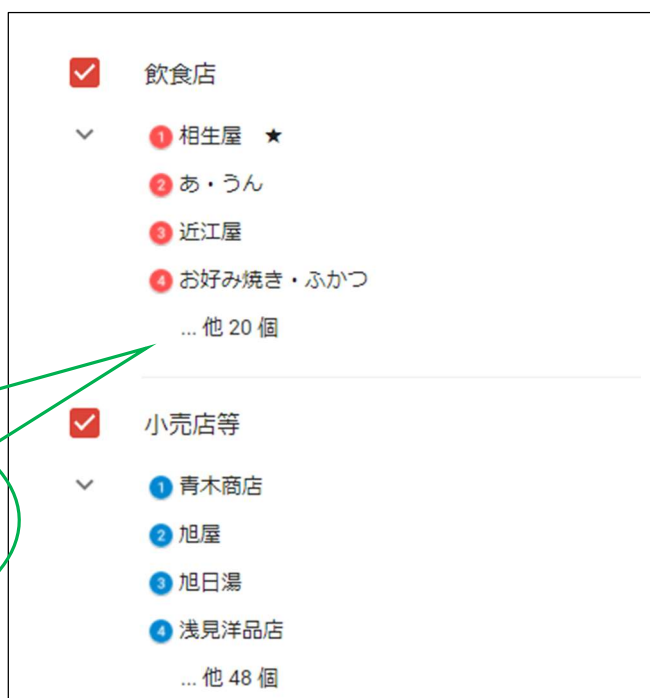 飲食店
1 相生屋 ★
2 あ・うん
3 近江屋
4 お好み焼き・ふかつ
... 他 20 個
小売店等
1 青木商店
2 旭屋
3 旭日湯
4 浅見洋品店
... 他 48 個